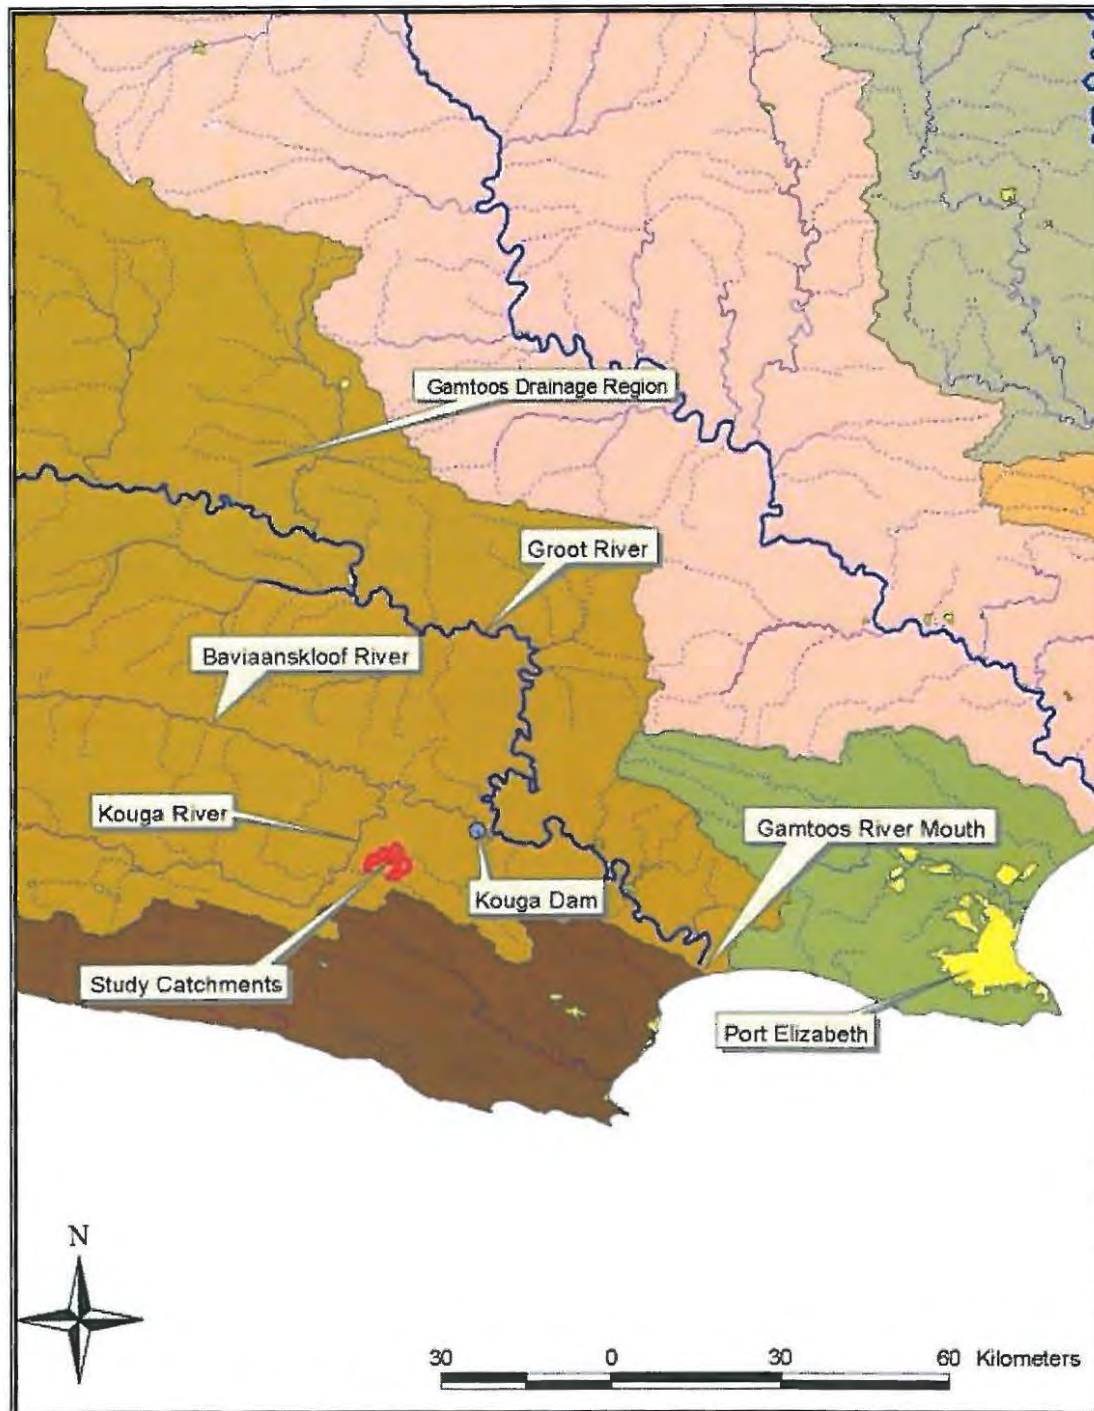 Gamtoos Drainage Region
Groot River
Baviaanskloof River
Kouga River
Gamtoos River Mouth
Kouga Dam
Study Catchments
Port Elizabeth
N
30 0 30 60 Kilometers